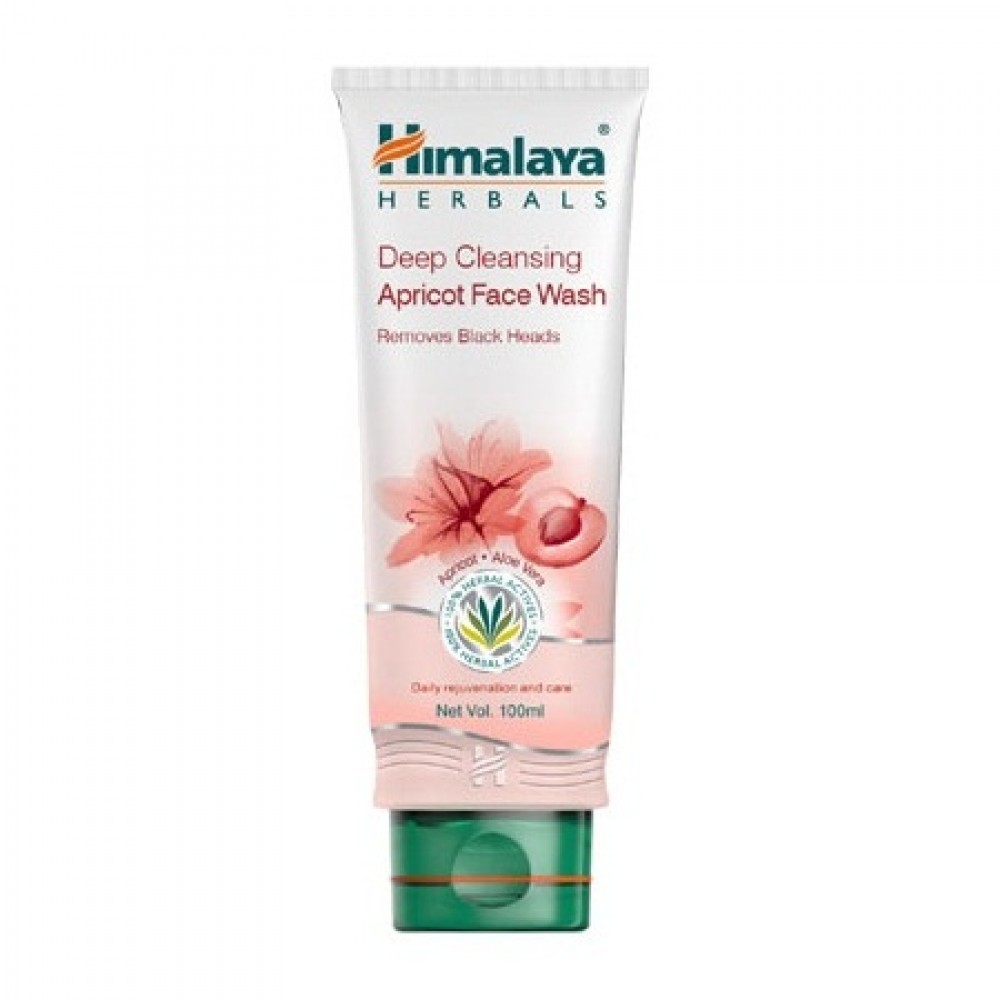 Himalaya®
HERBALS
Deep Cleansing
Apricot Face Wash
Removes Black Heads
Apricot • Aloe Vera
100% HERBAL ACTIVES • 100% HERBAL ACTIVES •
Daily rejuvenation and care
Net Vol. 100ml
H